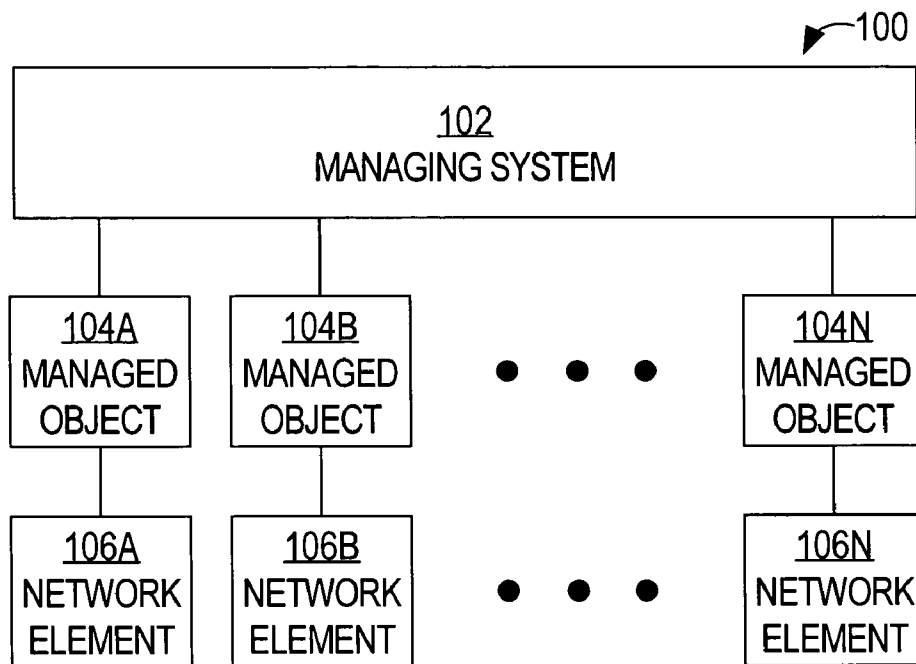 100
102
MANAGING SYSTEM
104A
MANAGED
OBJECT
104B
MANAGED
OBJECT
104N
MANAGED
OBJECT
106A
NETWORK
ELEMENT
106B
NETWORK
ELEMENT
106N
NETWORK
ELEMENT